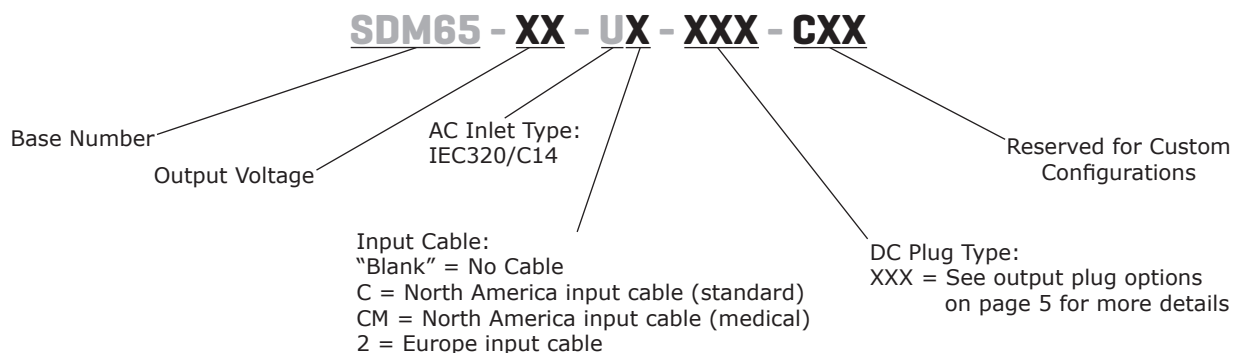 SDM65 - XX - UX - XXX - CXX
Base Number
Output Voltage
AC Inlet Type:
IEC320/C14
Input Cable:
“Blank” = No Cable
C = North America input cable (standard)
CM = North America input cable (medical)
2 = Europe input cable
DC Plug Type:
XXX = See output plug options
on page 5 for more details
Reserved for Custom
Configurations